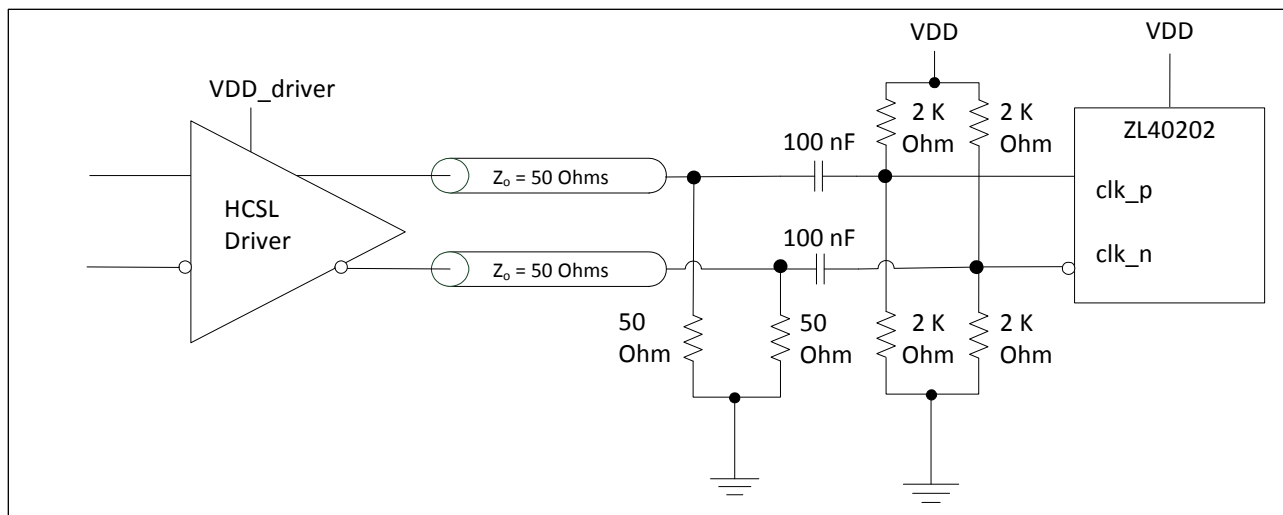 VDD
VDD
VDD_driver
2 K
Ohm
2 K
Ohm
ZL40202
100 nF
Zo = 50 Ohms
clk_p
HCSL
Driver
100 nF
clk_n
Zo = 50 Ohms
50
Ohm
50
Ohm
2 K
Ohm
2 K
Ohm